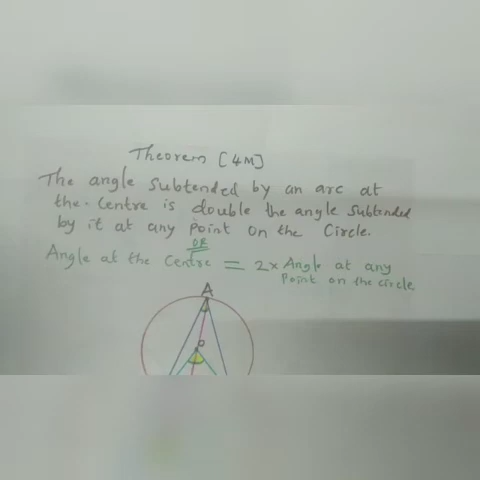 Theorem [4M]
The angle subtended by an arc at
the centre is double the angle subtended
by it at any point on the Circle.
OR
Angle at the Centre = 2x Angle at any
Point on the circle
A